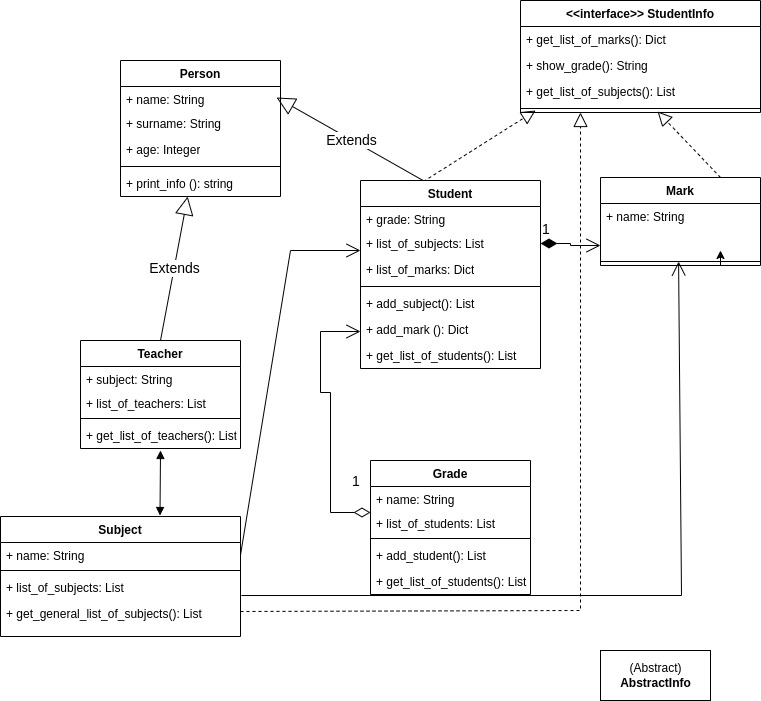 <<interface>> StudentInfo
+ get_list_of_marks(): Dict
+ show_grade(): String
+ get_list_of_subjects(): List
Person
+ name: String
+ surname: String
+ age: Integer
+ print_info (): string
Extends
Student
+ grade: String
+ list_of_subjects: List
+ list_of_marks: Dict
+ add_subject(): List
+ add_mark (): Dict
+ get_list_of_students(): List
1
Mark
+ name: String
Extends
Teacher
+ subject: String
+ list_of_teachers: List
+ get_list_of_teachers(): List
1
Grade
+ name: String
+ list_of_students: List
+ add_student(): List
+ get_list_of_students(): List
Subject
+ name: String
+ list_of_subjects: List
+ get_general_list_of_subjects(): List
(Abstract)
AbstractInfo